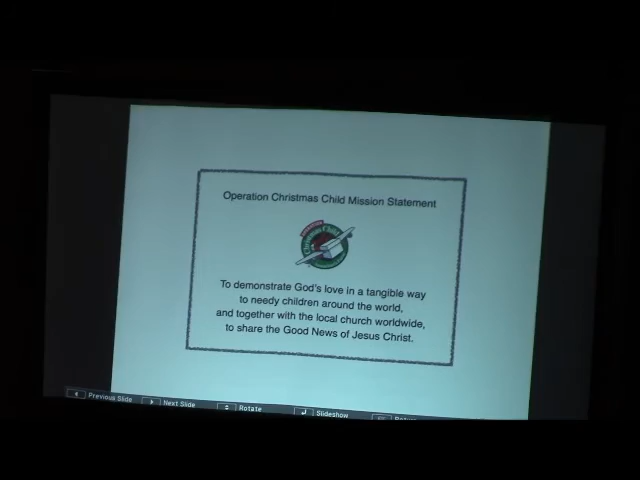 Operation Christmas Child Mission Statement
Christmas Child
To demonstrate God's love in a tangible way
to needy children around the world,
and together with the local church worldwide,
to share the Good News of Jesus Christ.
Previous Slide Next Slide Rotate Slideshow